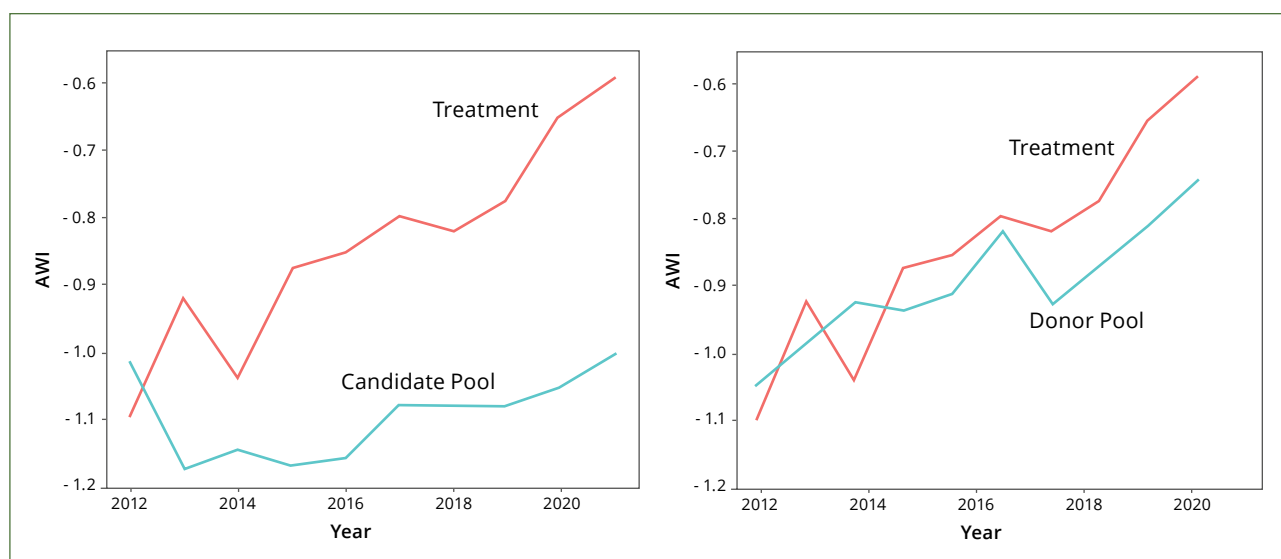 - 0.6
- 0.7
- 0.8
- 0.9
- 1.0
- 1.1
- 1.2
AWI
Treatment
Candidate Pool
2012 2014 2016 2018 2020
Year
- 0.6
- 0.7
- 0.8
- 0.9
- 1.0
- 1.1
- 1.2
AWI
Treatment
Donor Pool
2012 2014 2016 2018 2020
Year